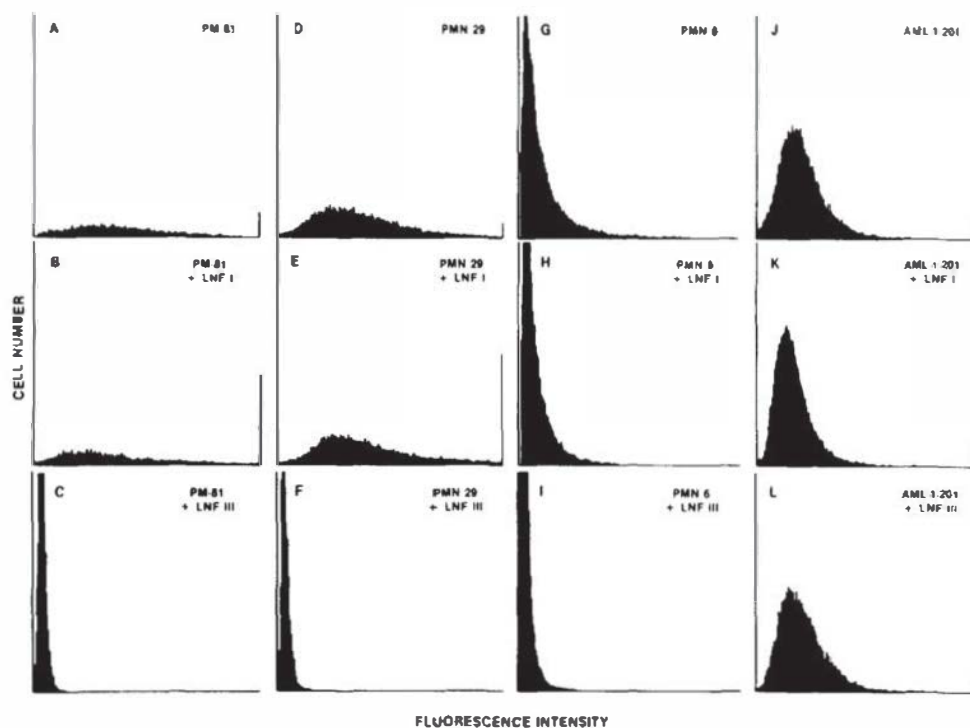 A PM-81
D PMN 29
G PMN 6
J AML-1-201
B PM-81
+ LNF I
E PMN 29
+ LNF I
H PMN 6
+ LNF I
K AML-1-201
+ LNF I
C PM-81
+ LNF III
F PMN 29
+ LNF III
I PMN 6
+ LNF III
L AML-1-201
+ LNF III
CELL NUMBER
FLUORESCENCE INTENSITY